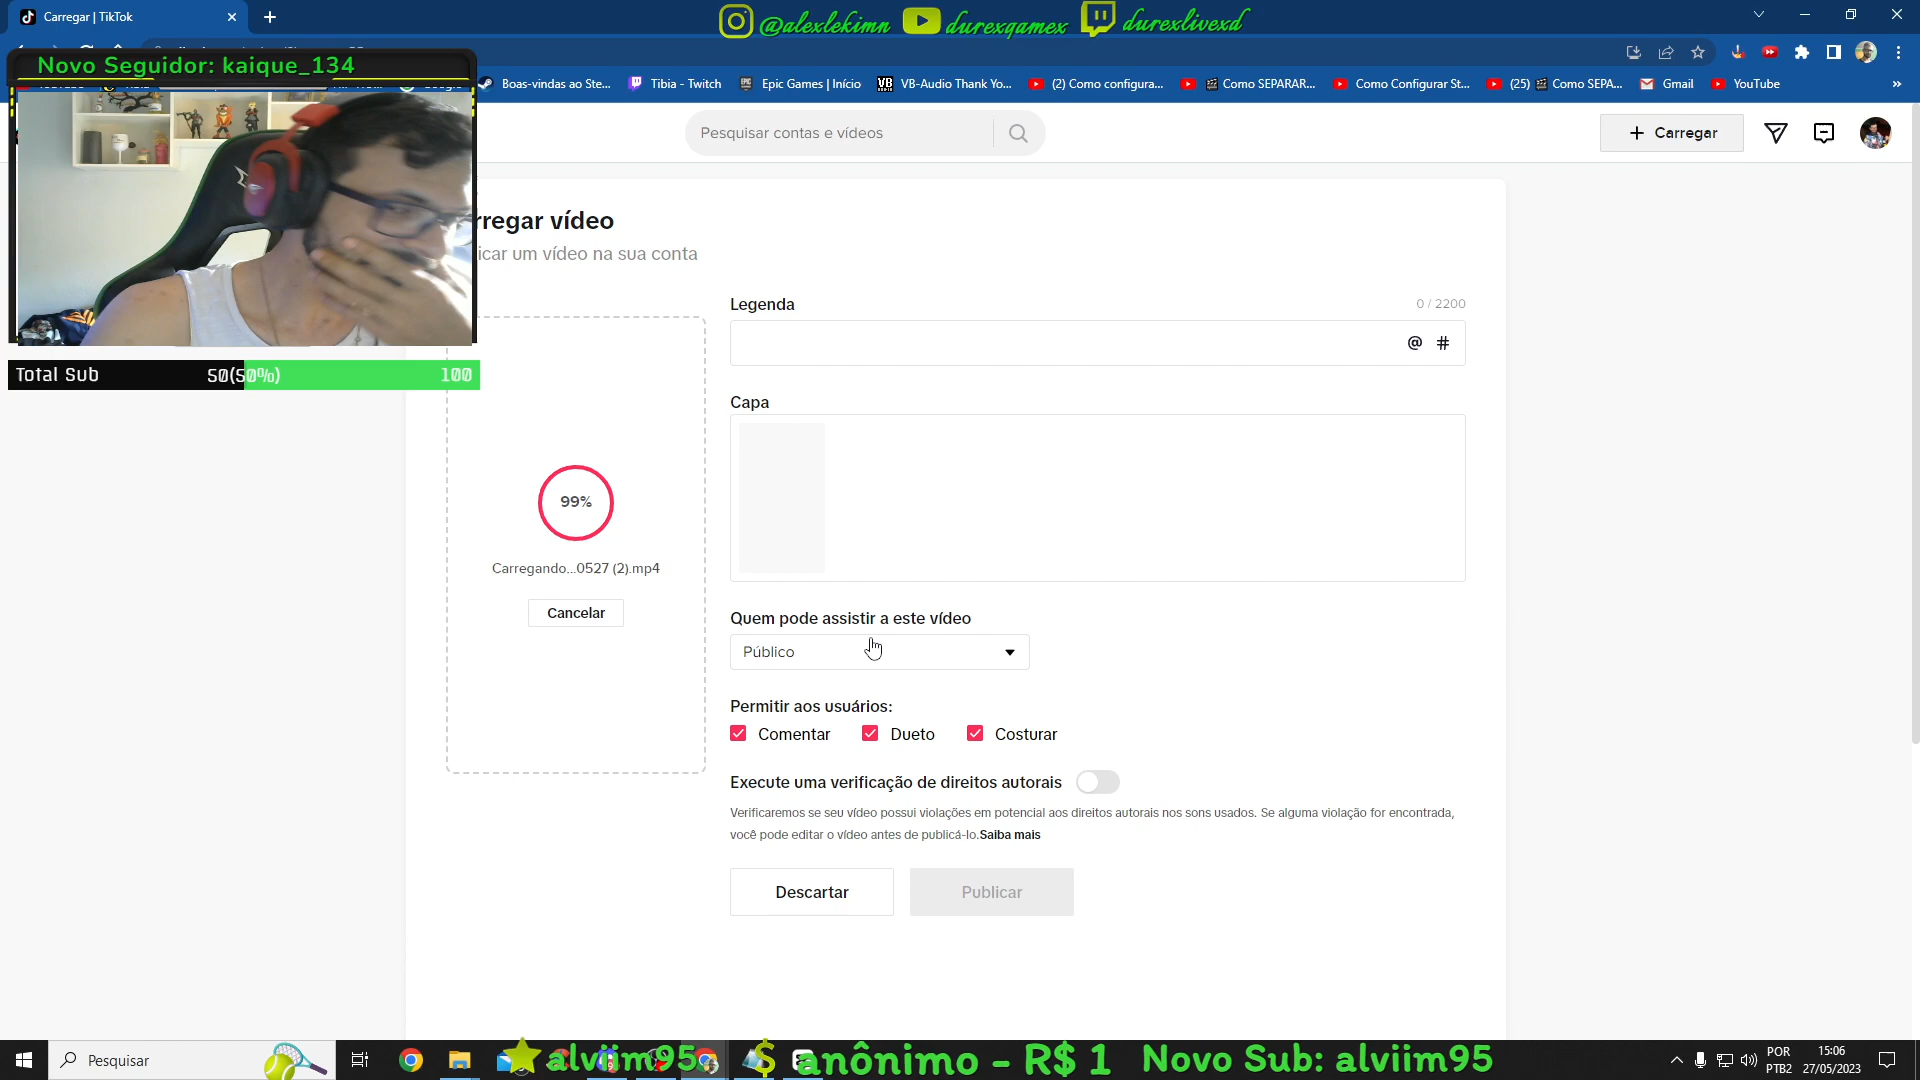 Carregar | TikTok
@alexlekimn durexgamex durexlivexd
Novo Seguidor: kaique_134
Boas-vindas ao Ste...
Tibia - Twitch
Epic Games | Início
VB-Audio Thank Yo...
(2) Como configura...
Como SEPARAR...
Como Configurar St...
(25) Como SEPA...
Gmail
YouTube
»
Pesquisar contas e vídeos
+ Carregar
rregar vídeo
icar um vídeo na sua conta
Legenda
0 / 2200
@ #
Total Sub 50(50%) 100
Capa
99%
Carregando...0527 (2).mp4
Cancelar
Quem pode assistir a este vídeo
Público
Permitir aos usuários:
Comentar Dueto Costurar
Execute uma verificação de direitos autorais
Verificaremos se seu vídeo possui violações em potencial aos direitos autorais nos sons usados. Se alguma violação for encontrada,
você pode editar o vídeo antes de publicá-lo.Saiba mais
Descartar
Publicar
Pesquisar
alviim95
anônimo - R$ 1
Novo Sub: alviim95
POR
PTB2
15:06
27/05/2023